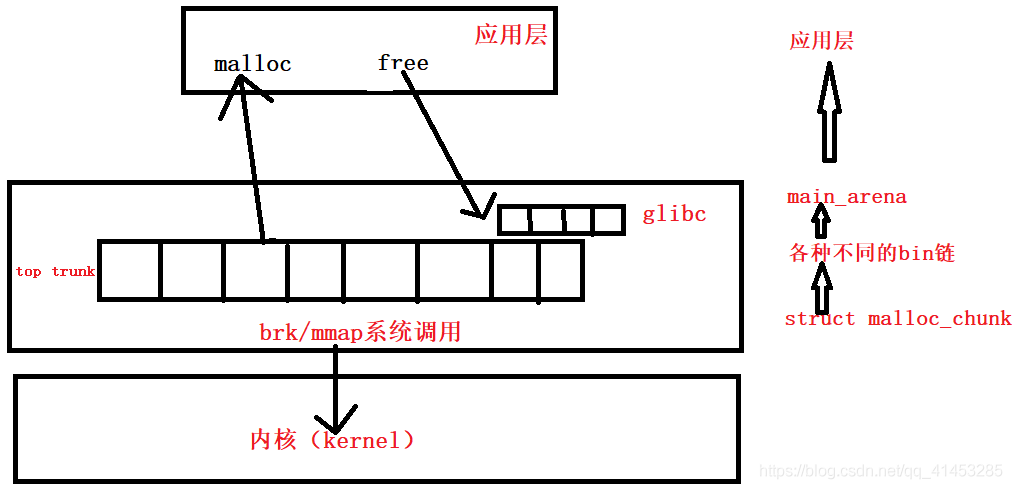 应用层
malloc free
glibc
top trunk
brk/mmap系统调用
内核（kernel）
应用层
main_arena
各种不同的bin链
struct malloc_chunk
https://blog.csdn.net/qq_41453285